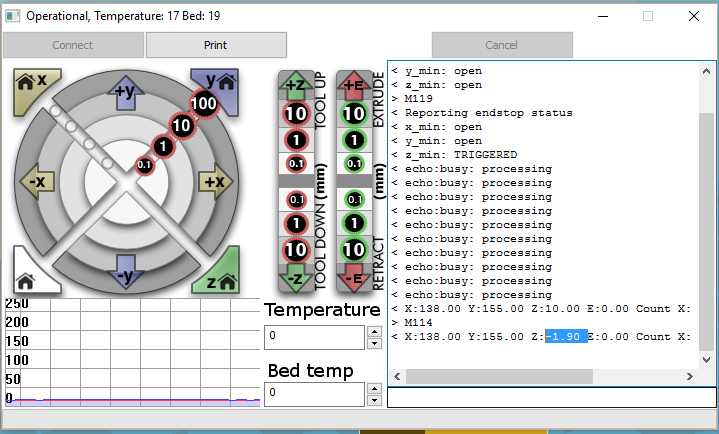 Operational, Temperature: 17 Bed: 19
Connect
Print
Cancel
x
+y
y
100
10
1
0.1
-x
+x
-y
z
+Z
10
1
0.1
0.1
1
10
-Z
TOOL UP
(mm)
TOOL DOWN
+E
10
1
0.1
0.1
1
10
-E
EXTRUDE
(mm)
RETRACT
250
200
150
100
50
0
Temperature
0
Bed temp
0
< y_min: open
< z_min: open
> M119
< Reporting endstop status
< x_min: open
< y_min: open
< z_min: TRIGGERED
< echo:busy: processing
< echo:busy: processing
< echo:busy: processing
< echo:busy: processing
< echo:busy: processing
< echo:busy: processing
< echo:busy: processing
< echo:busy: processing
< echo:busy: processing
< echo:busy: processing
< X:138.00 Y:155.00 Z:10.00 E:0.00 Count X:
> M114
< X:138.00 Y:155.00 Z:-1.90 E:0.00 Count X: